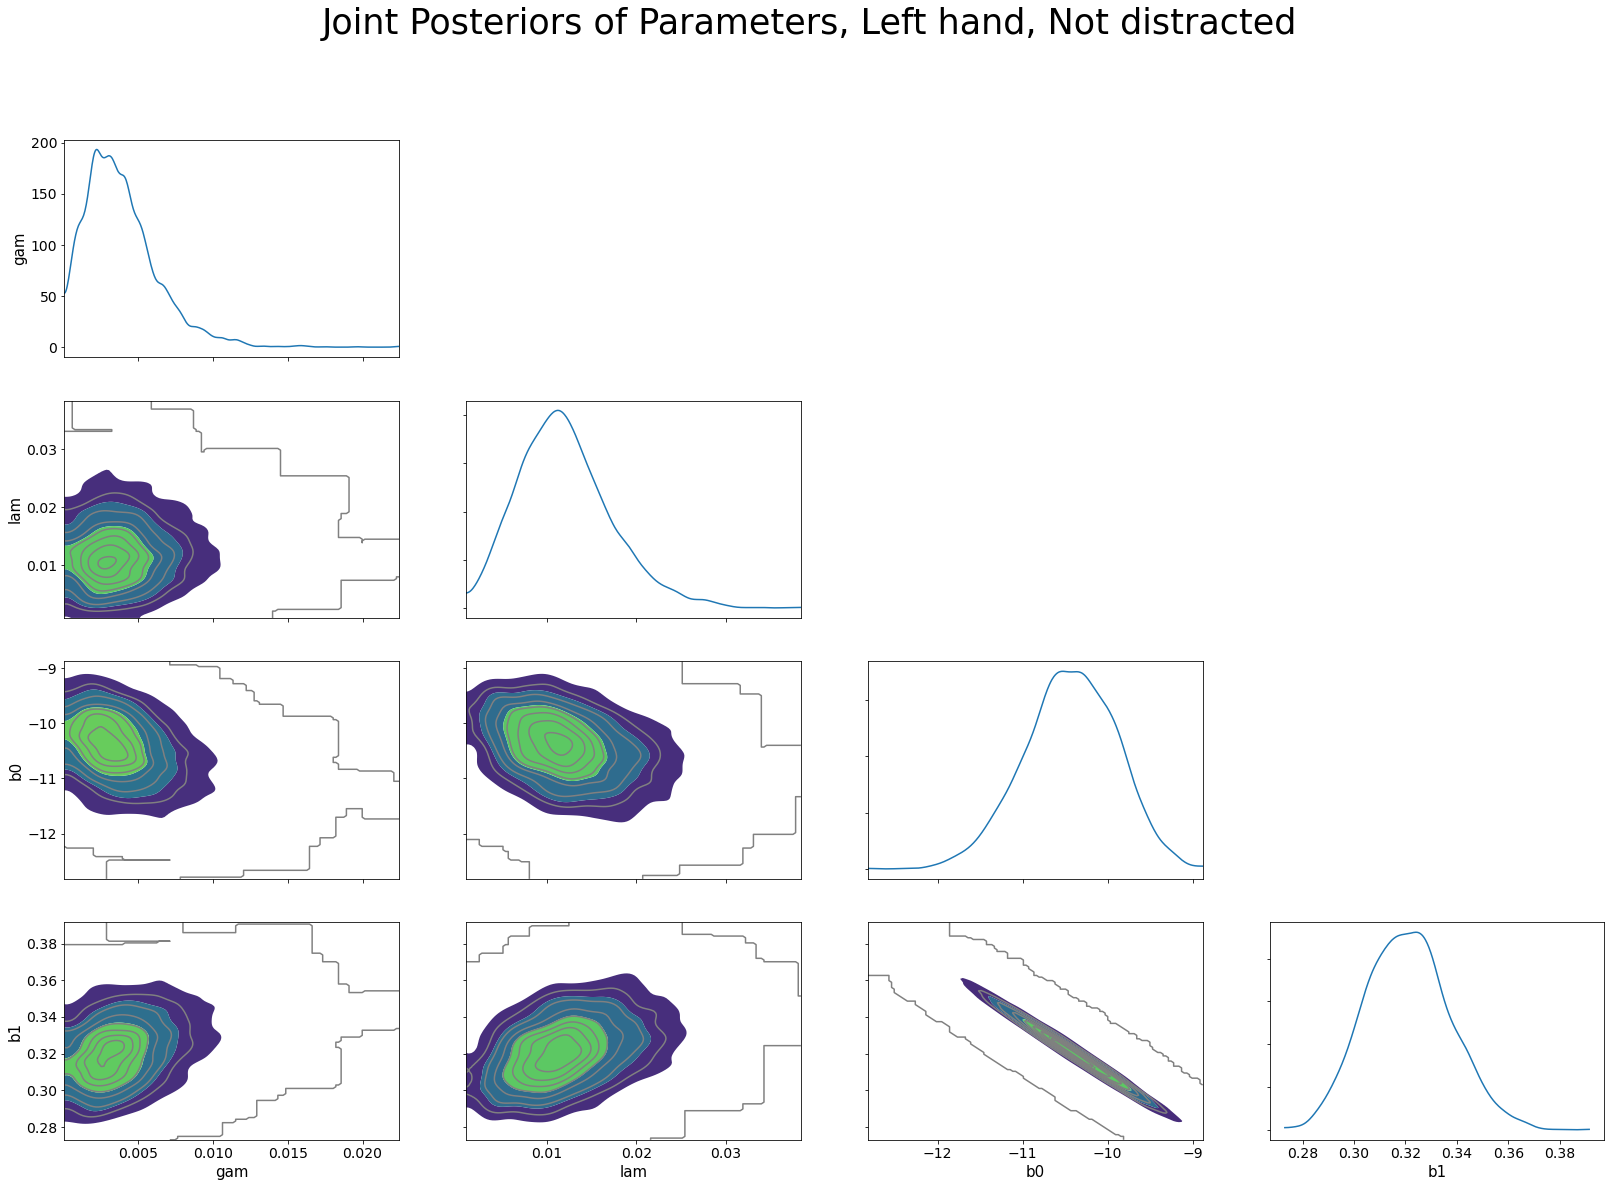 Joint Posteriors of Parameters, Left hand, Not distracted
200
150
100
50
0
gam
0.03
0.02
0.01
lam
−9
−10
−11
−12
b0
0.38
0.36
0.34
0.32
0.30
0.28
b1
0.005 0.010 0.015 0.020
gam
0.01 0.02 0.03
lam
−12 −11 −10 −9
b0
0.28 0.30 0.32 0.34 0.36 0.38
b1